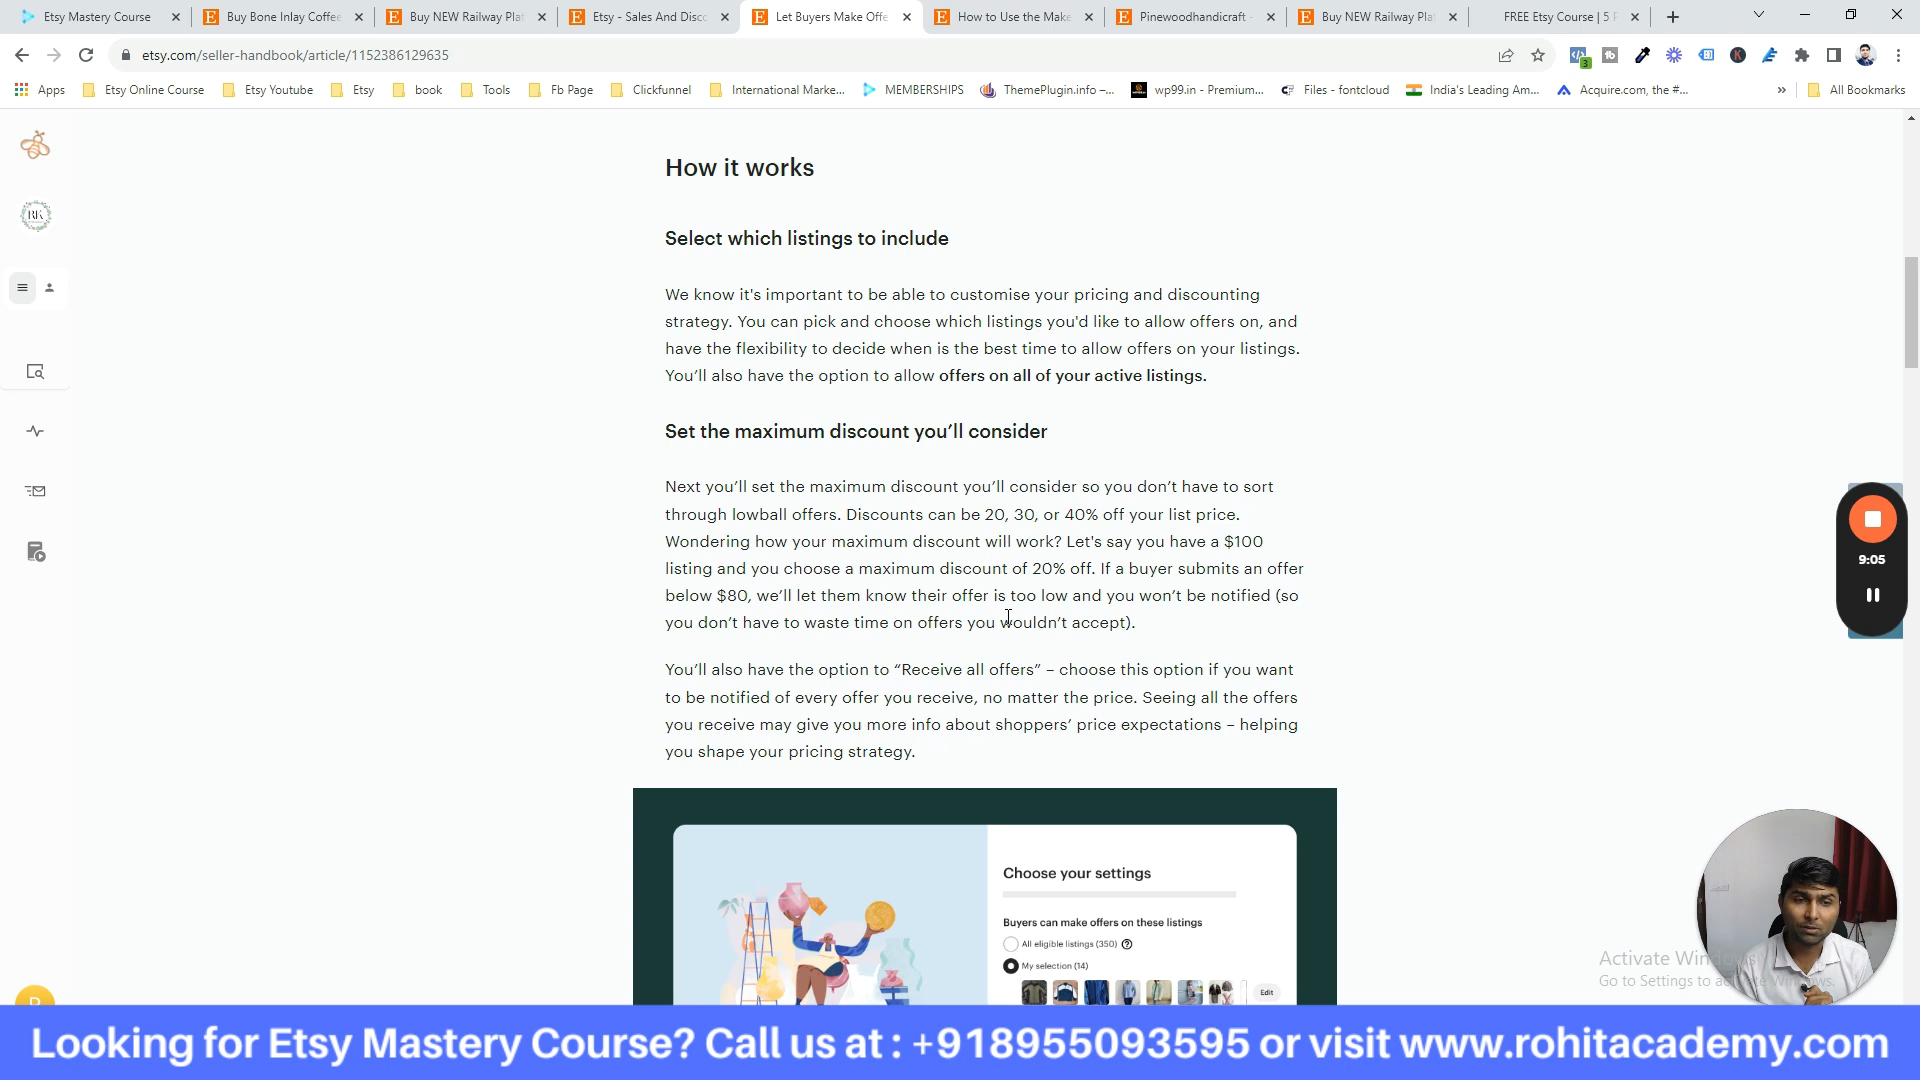 Etsy Mastery Course
Buy Bone Inlay Coffee
Buy NEW Railway Pla
Etsy - Sales And Disc
Let Buyers Make Offe
How to Use the Make
Pinewoodhandicraft -
Buy NEW Railway Pla
FREE Etsy Course | 5
etsy.com/seller-handbook/article/1152386129635
3
Apps
Etsy Online Course
Etsy Youtube
Etsy
book
Tools
Fb Page
Clickfunnel
International Marke...
MEMBERSHIPS
ThemePlugin.info –...
wp99.in - Premium...
Files - fontcloud
India's Leading Am...
Acquire.com, the #...
»
All Bookmarks
RK
How it works
Select which listings to include
We know it's important to be able to customise your pricing and discounting
strategy. You can pick and choose which listings you'd like to allow offers on, and
have the flexibility to decide when is the best time to allow offers on your listings.
You'll also have the option to allow offers on all of your active listings.
Set the maximum discount you'll consider
Next you'll set the maximum discount you'll consider so you don't have to sort
through lowball offers. Discounts can be 20, 30, or 40% off your list price.
Wondering how your maximum discount will work? Let's say you have a $100
listing and you choose a maximum discount of 20% off. If a buyer submits an offer
below $80, we'll let them know their offer is too low and you won't be notified (so
you don't have to waste time on offers you wouldn't accept).
You'll also have the option to “Receive all offers” – choose this option if you want
to be notified of every offer you receive, no matter the price. Seeing all the offers
you receive may give you more info about shoppers' price expectations – helping
you shape your pricing strategy.
9:05
Choose your settings
Buyers can make offers on these listings
All eligible listings (350)
My selection (14)
Edit
Activate Wind
Go to Settings to a
Looking for Etsy Mastery Course? Call us at : +918955093595 or visit www.rohitacademy.com